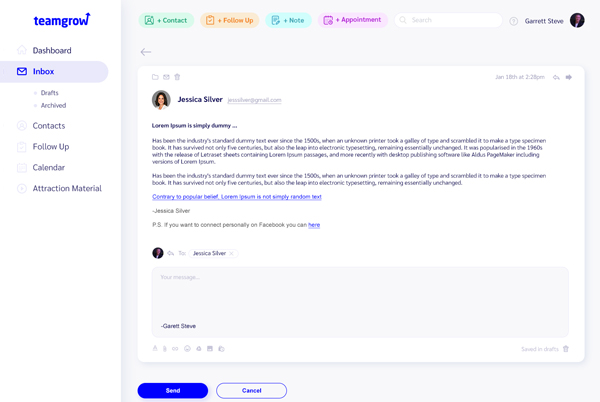 teamgrow
+ Contact
+ Follow Up
+ Note
+ Appointment
Search
Garrett Steve
Dashboard
Inbox
Drafts
Archived
Contacts
Follow Up
Calendar
Attraction Material
Jan 18th at 2:28pm
Jessica Silver
jesssilver@gmail.com
Lorem Ipsum is simply dummy ...
Has been the industry's standard dummy text ever since the 1500s, when an unknown printer took a galley of type and scrambled it to make a type specimen
book. It has survived not only five centuries, but also the leap into electronic typesetting, remaining essentially unchanged. It was popularised in the 1960s
with the release of Letraset sheets containing Lorem Ipsum passages, and more recently with desktop publishing software like Aldus PageMaker including
versions of Lorem Ipsum.
Has been the industry's standard dummy text ever since the 1500s, when an unknown printer took a galley of type and scrambled it to make a type specimen
book. It has survived not only five centuries, but also the leap into electronic typesetting, remaining essentially unchanged.
Contrary to popular belief, Lorem Ipsum is not simply random text
-Jessica Silver
P.S. If you want to connect personally on Facebook you can here
To:
Jessica Silver
Your message...
-Garett Steve
Saved in drafts
Send
Cancel